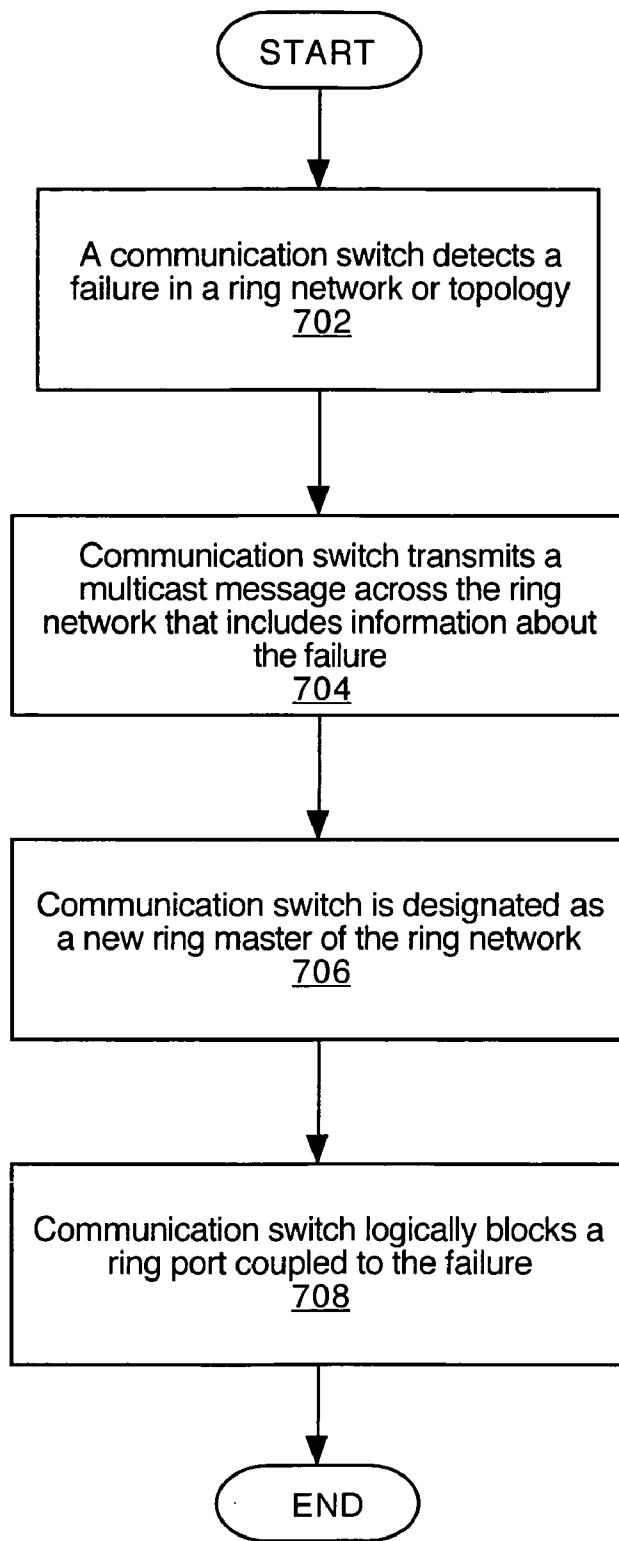 START
A communication switch detects a
failure in a ring network or topology
702
Communication switch transmits a
multicast message across the ring
network that includes information about
the failure
704
Communication switch is designated as
a new ring master of the ring network
706
Communication switch logically blocks a
ring port coupled to the failure
708
END